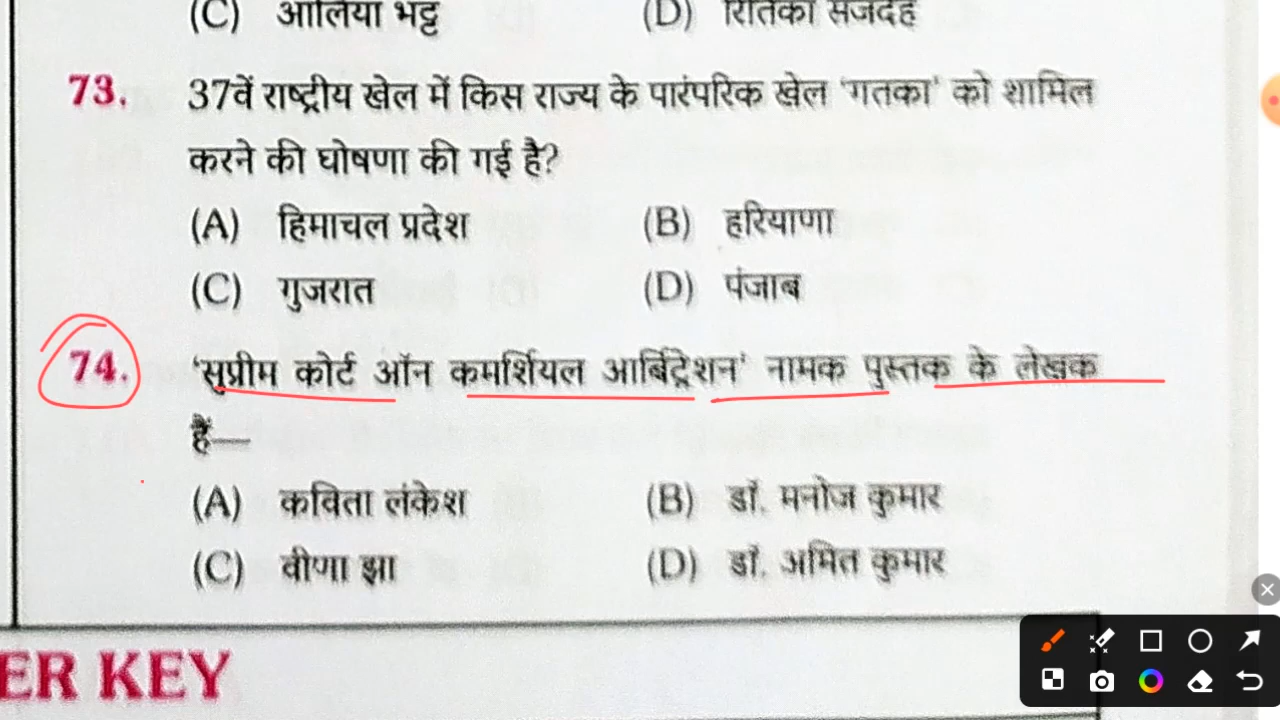 (C) आलिया भट्ट (D) रितिका सजदेह
73. 37वें राष्ट्रीय खेल में किस राज्य के पारंपरिक खेल 'गतका' को शामिल
करने की घोषणा की गई है?
(A) हिमाचल प्रदेश (B) हरियाणा
(C) गुजरात (D) पंजाब
74. 'सुप्रीम कोर्ट ऑन कमर्शियल आर्बिट्रेशन' नामक पुस्तक के लेखक
हैं—
(A) कविता लंकेश (B) डॉ. मनोज कुमार
(C) वीणा झा (D) डॉ. अमित कुमार
ER KEY